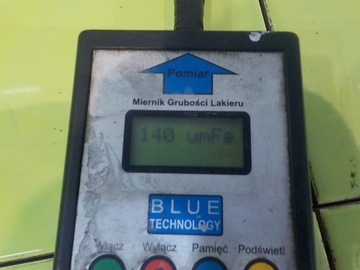 Pomiar
Miernik Grubości Lakieru
140 umFe
BLUE
TECHNOLOGY
Włącz Wyłącz Pamięć Podświetl